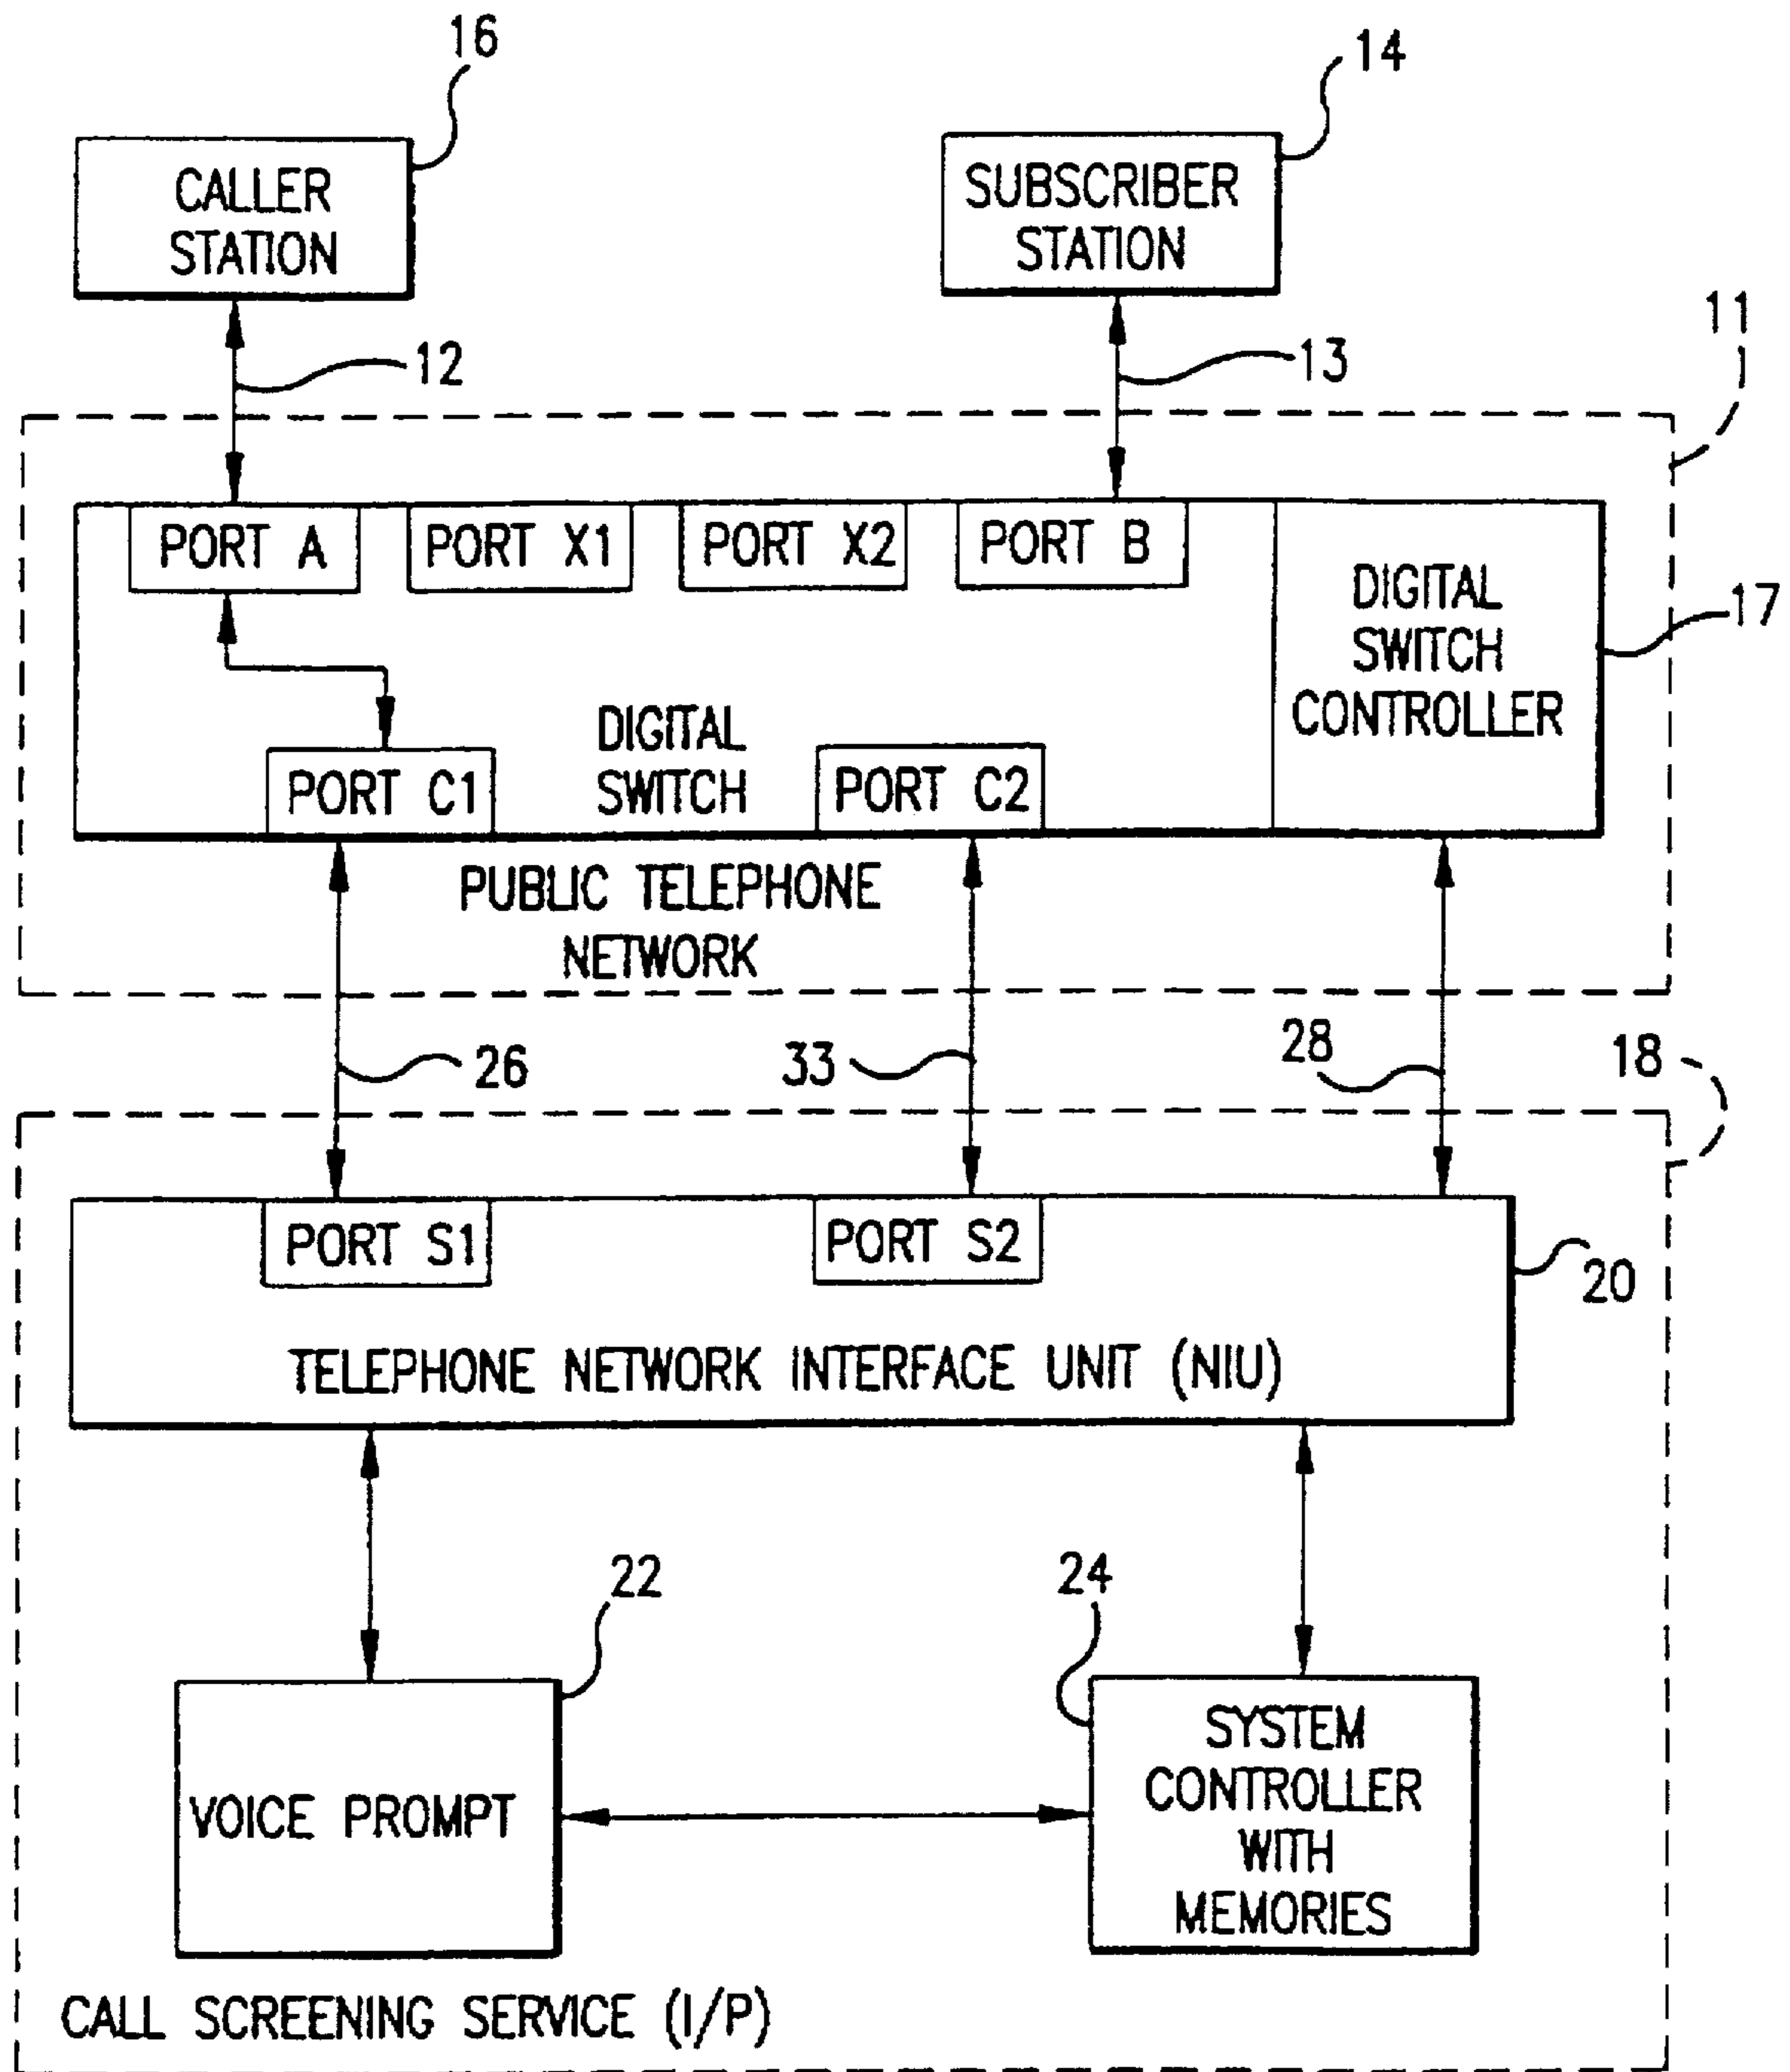 16
14
CALLER
STATION
SUBSCRIBER
STATION
11
12
13
PORT A
PORT X1
PORT X2
PORT B
DIGITAL
SWITCH
CONTROLLER
17
DIGITAL
SWITCH
PORT C1
PORT C2
PUBLIC TELEPHONE
NETWORK
26
33
28
18
PORT S1
PORT S2
20
TELEPHONE NETWORK INTERFACE UNIT (NIU)
22
24
VOICE PROMPT
SYSTEM
CONTROLLER
WITH
MEMORIES
CALL SCREENING SERVICE (I/P)